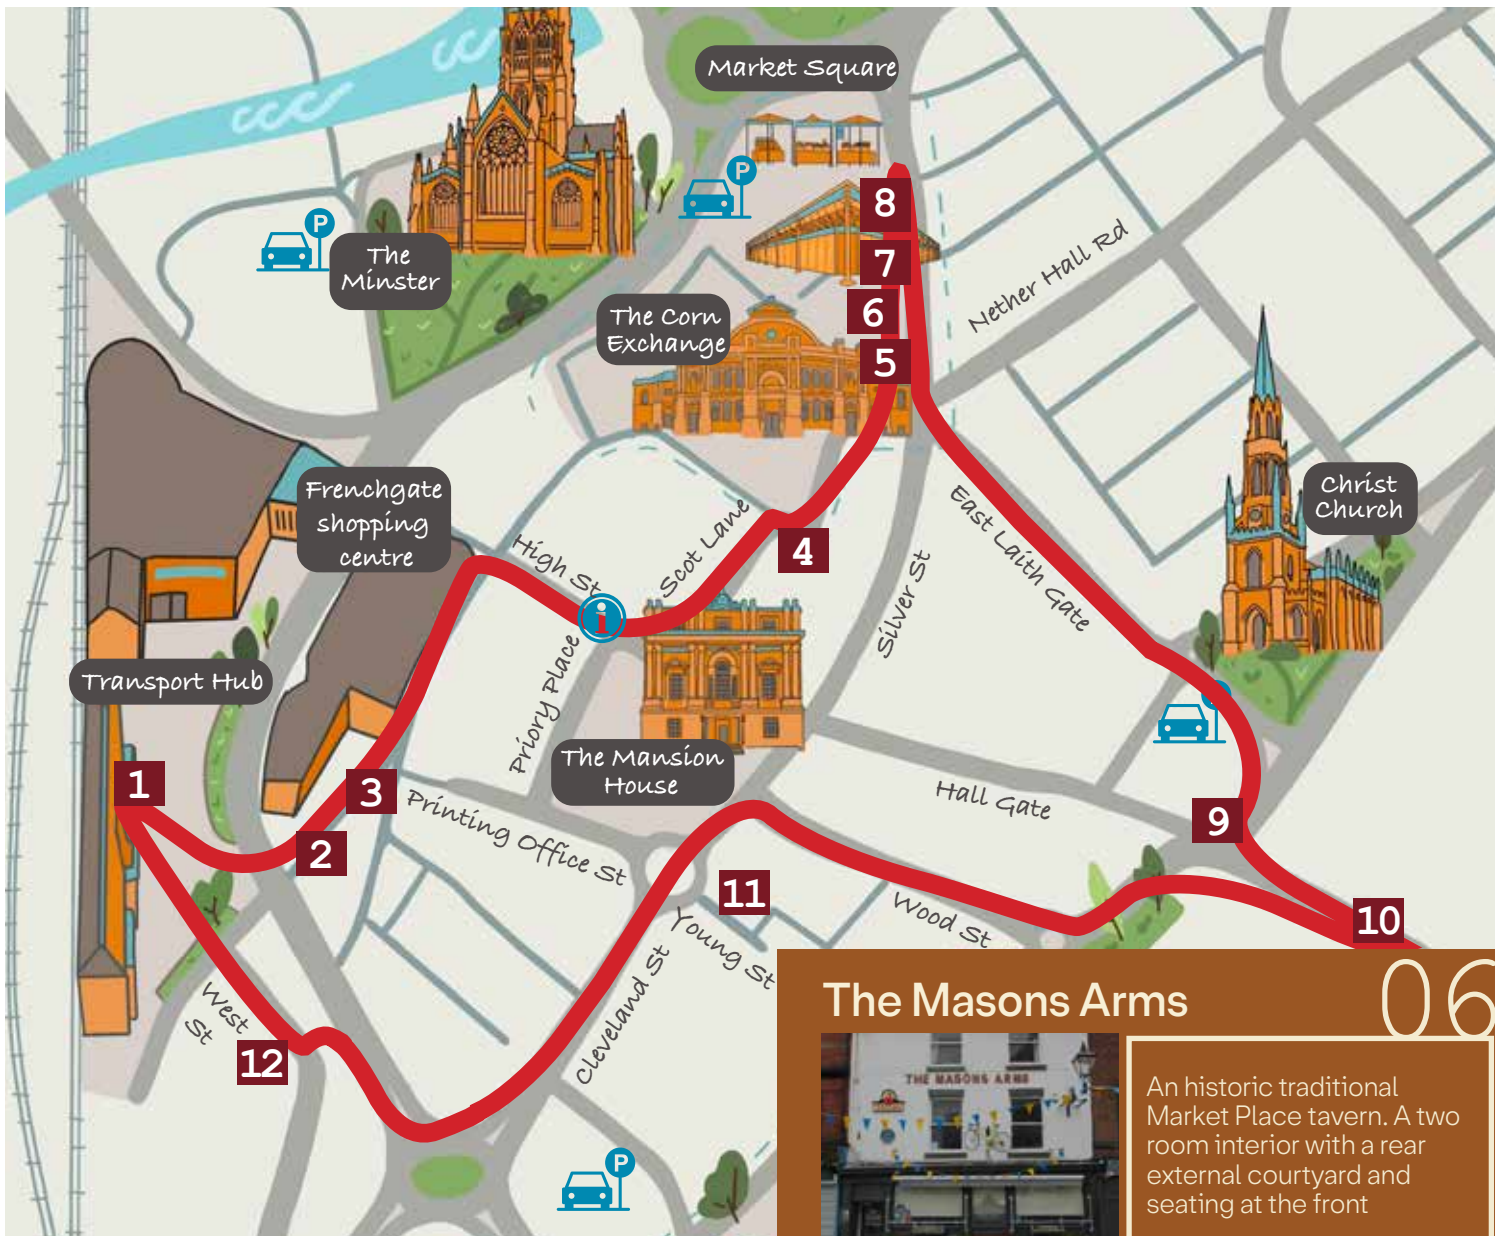 Market Square
P
8
P
The
Minster
7
Nether Hall Rd
6
The Corn
Exchange
5
Frenchgate
shopping
centre
Christ
Church
High St
Scot Lane
4
East Laith Gate
Silver St
i
Priory Place
Transport Hub
The Mansion
House
1
3
Printing Office St
Hall Gate
9
2
11
Wood St
10
Young St
West
St
Cleveland St
12
P
The Masons Arms
06
THE MASONS ARMS
An historic traditional
Market Place tavern. A two
room interior with a rear
external courtyard and
seating at the front